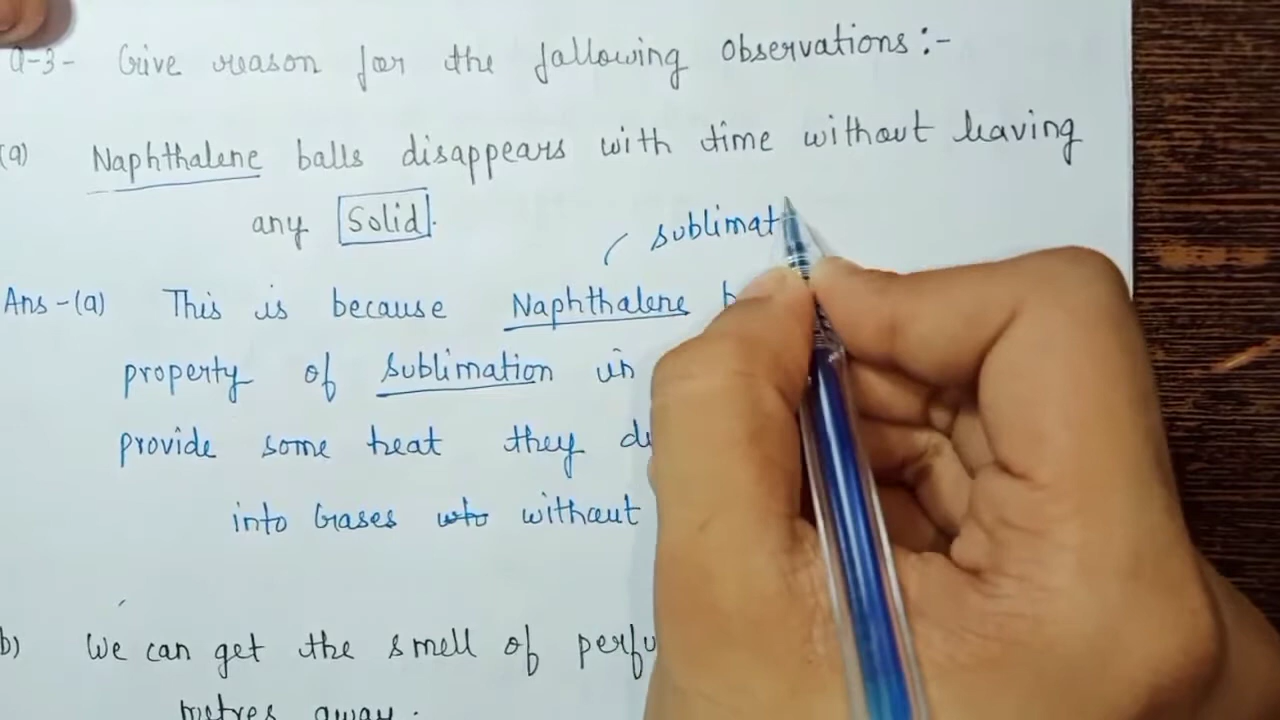 Q-3- Give reason for the following observations :-
(a) Naphthalene balls disappears with time without leaving
any Solid.
sublimat
Ans-(a) This is because Naphthalene
property of sublimation in
provide some heat they
into Gases who without
b) We can get the smell of
metres away.